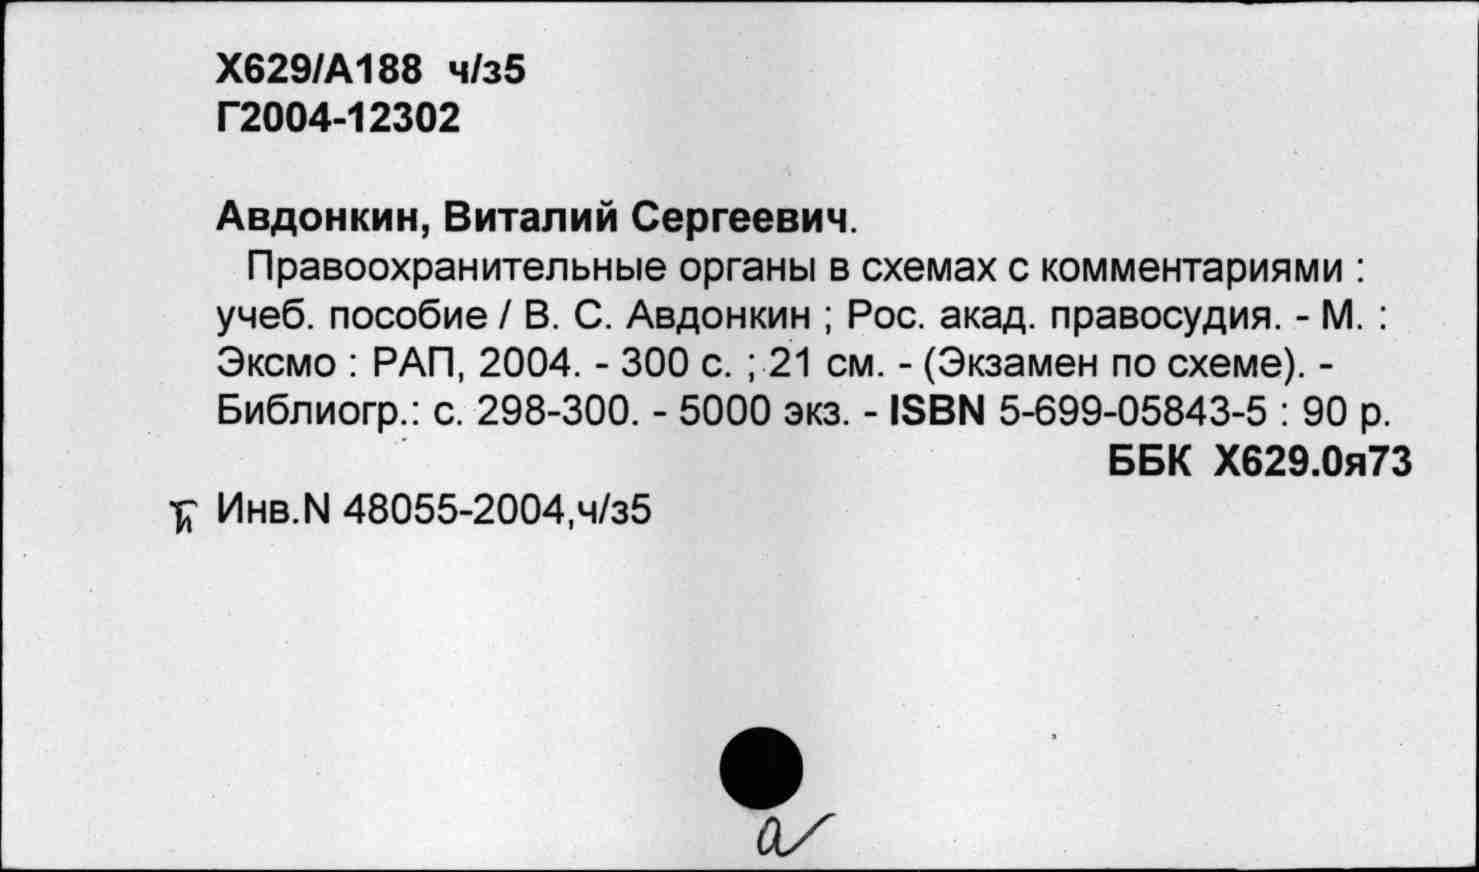 Х629/А188 ч/з5
Г2004-12302
Авдонкин, Виталий Сергеевич.
Правоохранительные органы в схемах с комментариями :
учеб. пособие / В. С. Авдонкин ; Рос. акад. правосудия. - М. :
Эксмо : РАП, 2004. - 300 с. ; 21 см. - (Экзамен по схеме). -
Библиогр.: с. 298-300. - 5000 экз. - ISBN 5-699-05843-5 : 90 р.
ББК Х629.0я73
Инв.N 48055-2004,ч/з5
а